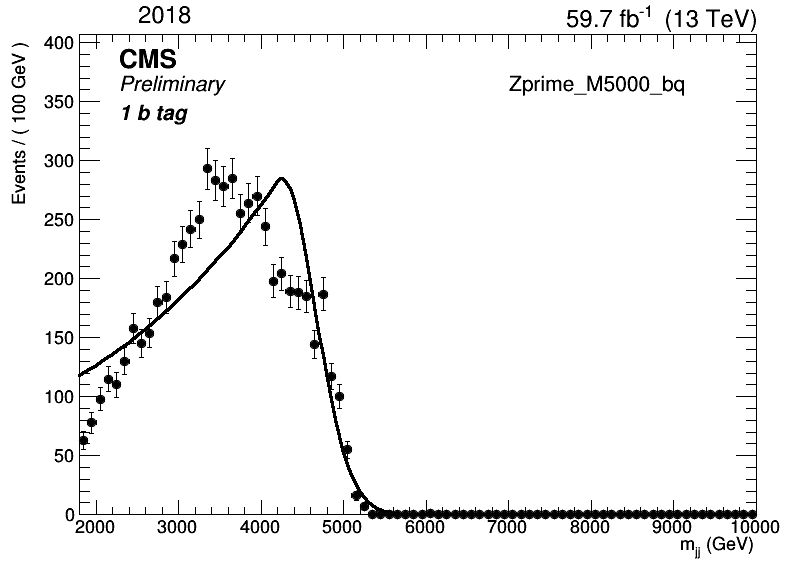 2018
59.7 fb⁻¹ (13 TeV)
CMS
Preliminary
1 b tag
Zprime_M5000_bq
Events / ( 100 GeV )
400
350
300
250
200
150
100
50
0
2000 3000 4000 5000 6000 7000 8000 9000 10000
m_jj (GeV)